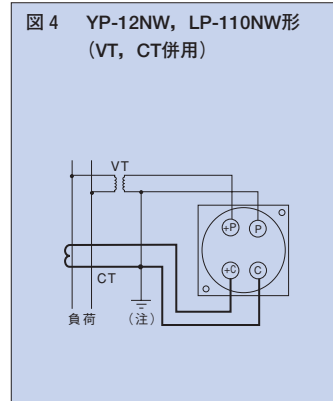 図4 YP-12NW，LP-110NW形
（VT，CT併用）
VT
+P P
+C C
CT
負荷 （注）